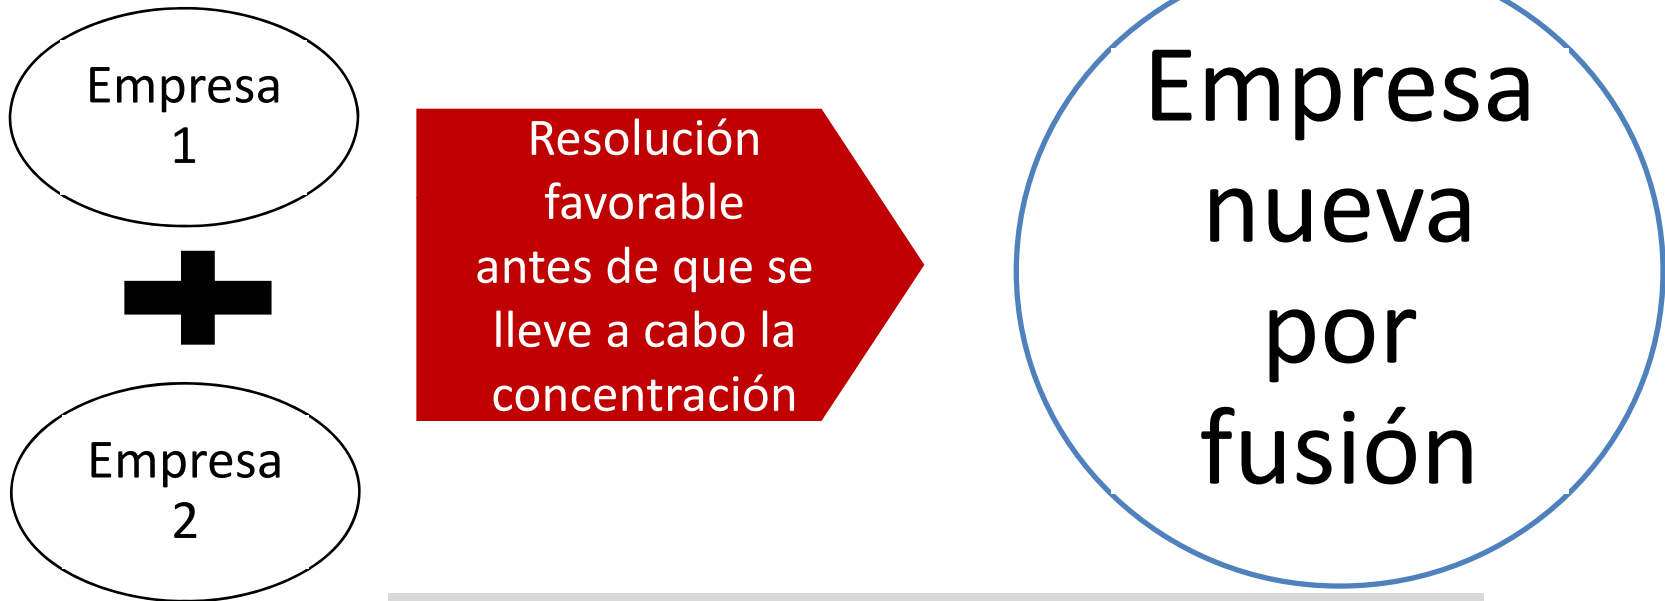 Empresa
1
Empresa
2
Resolución
favorable
antes de que se
lleve a cabo la
concentración
Empresa
nueva
por
fusión